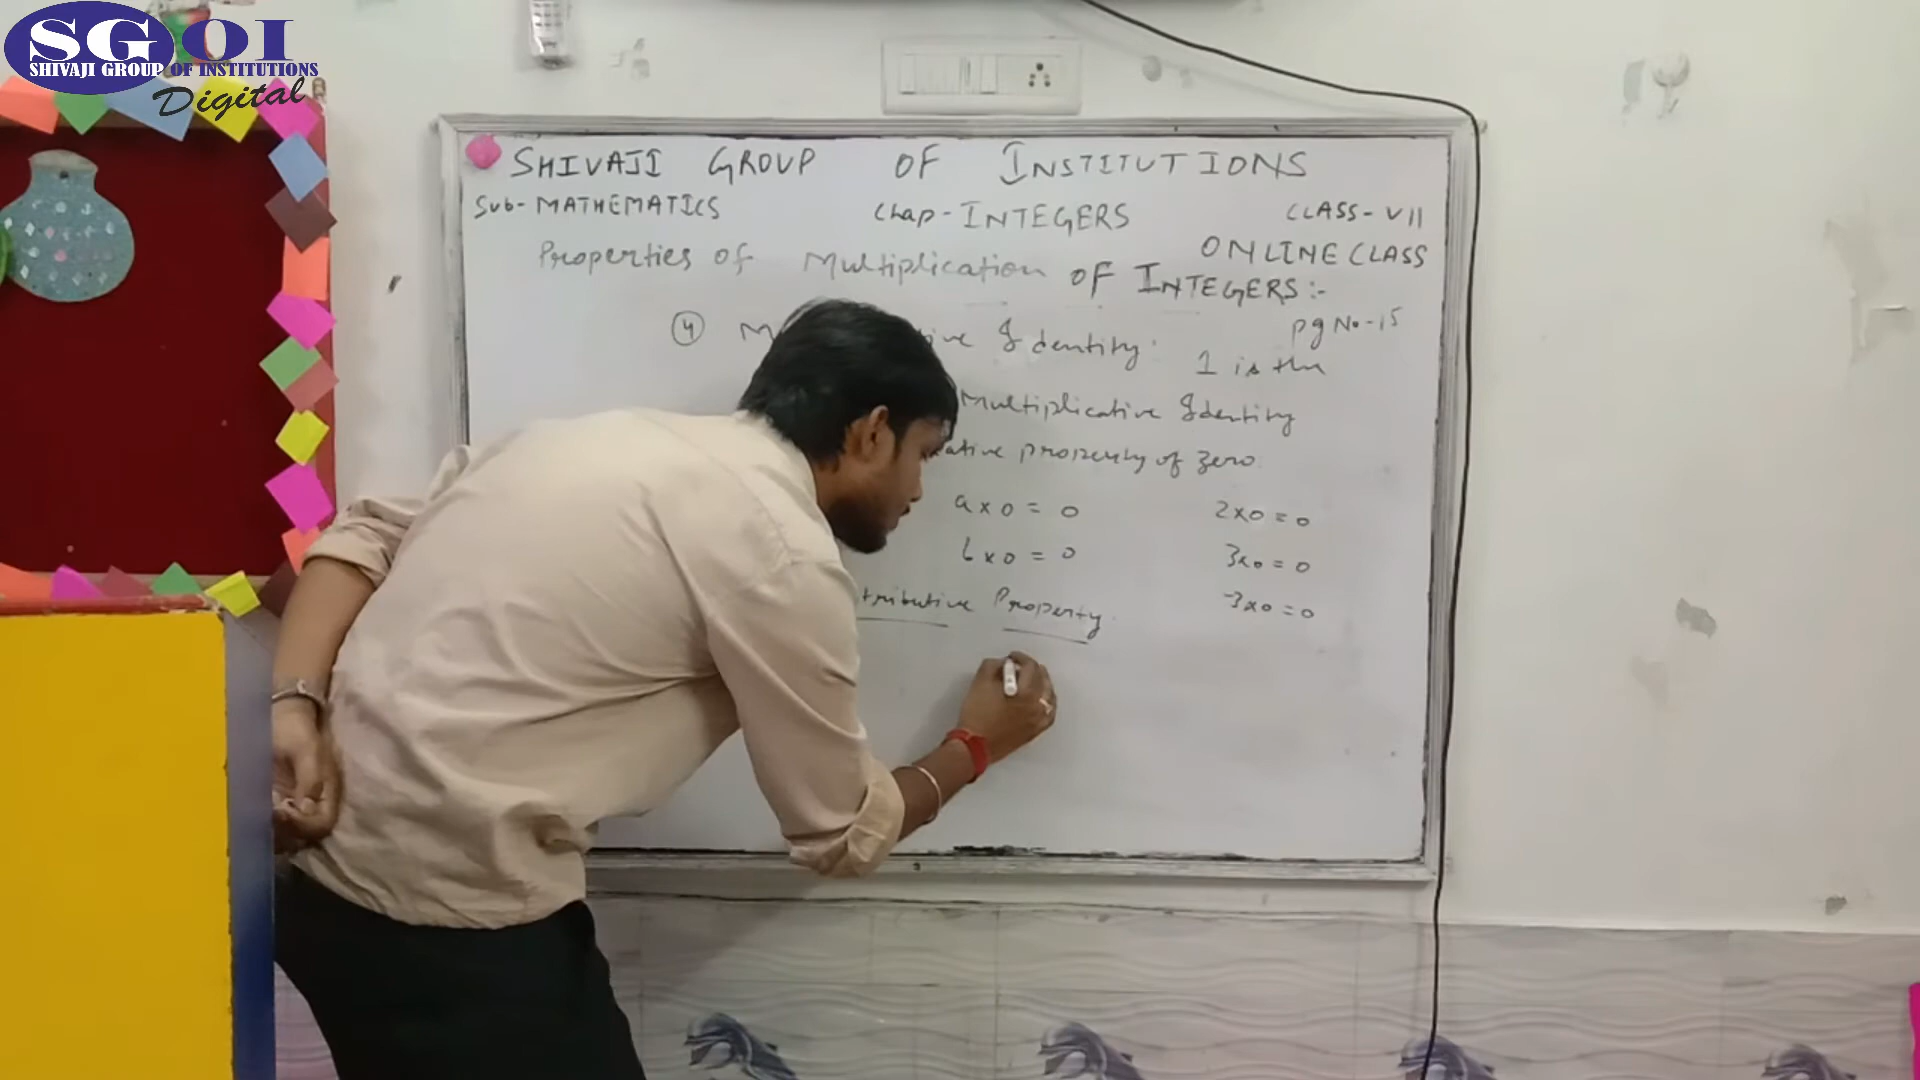 SGOI
SHIVAJI GROUP OF INSTITUTIONS
Digital
SHIVAJI GROUP OF INSTITUTIONS
Sub- MATHEMATICS Chap- INTEGERS CLASS- VII
ONLINE CLASS
Properties of Multiplication of INTEGERS:-
pg No-15
④ Identity. 1 is the
Multiplicative Identity
property of zero.
a x 0 = 0 2x0 = 0
b x 0 = 0 3x0 = 0
Property. -3x0 = 0